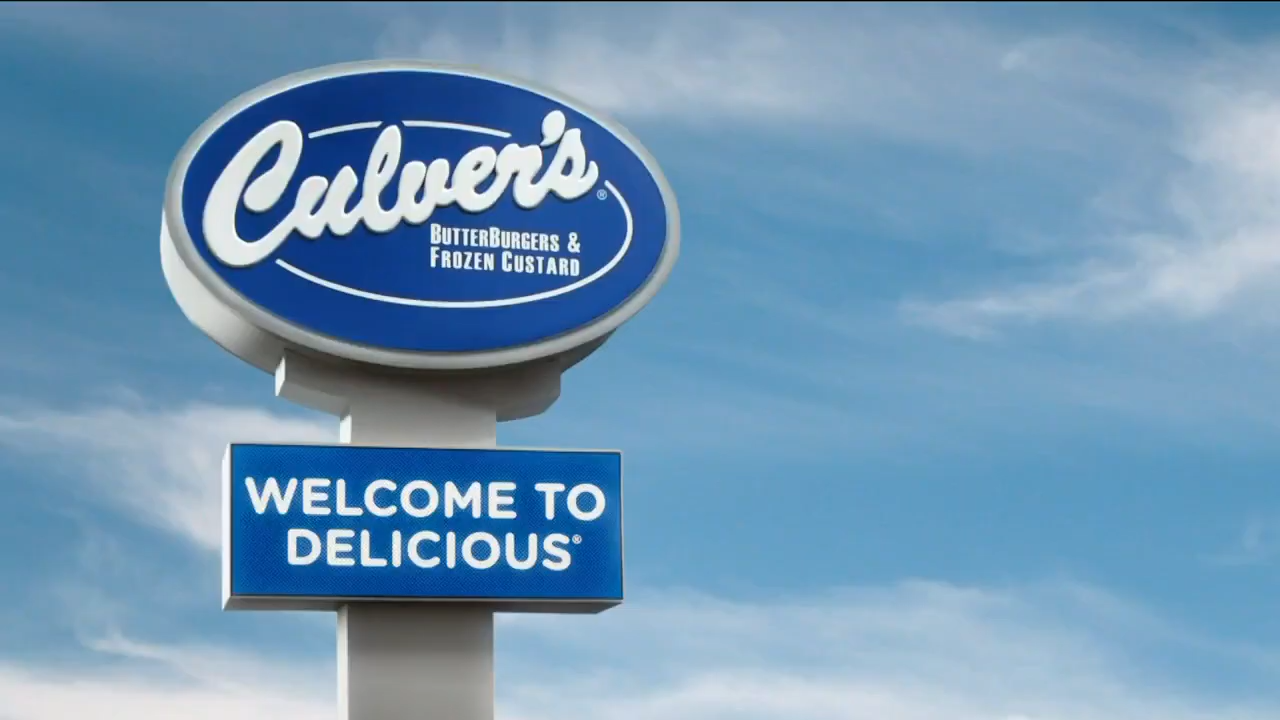 Culver's®
BUTTERBURGERS &
FROZEN CUSTARD
WELCOME TO
DELICIOUS®